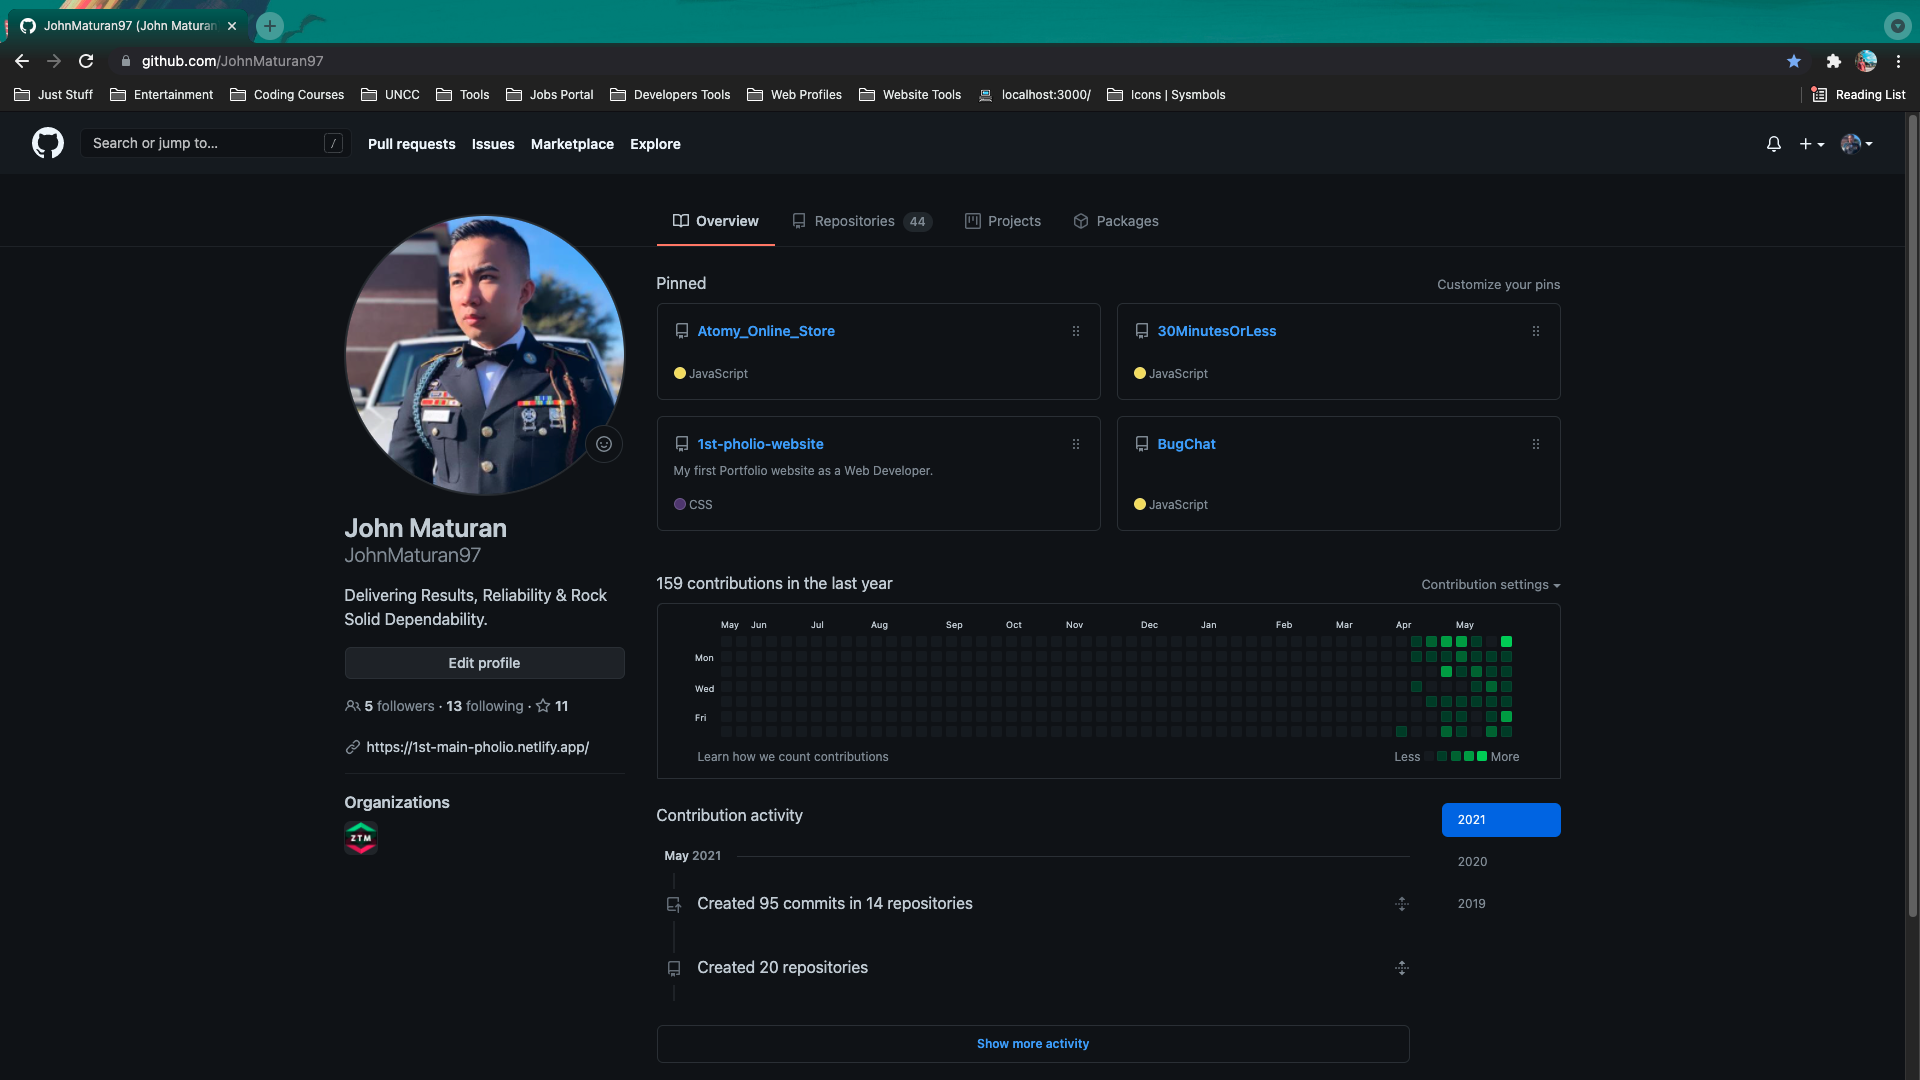 JohnMaturan97 (John Maturan
github.com/JohnMaturan97
Just Stuff Entertainment Coding Courses UNCC Tools Jobs Portal Developers Tools Web Profiles Website Tools localhost:3000/ Icons | Sysmbols Reading List
Search or jump to... / Pull requests Issues Marketplace Explore
Overview Repositories 44 Projects Packages
Pinned Customize your pins
Atomy_Online_Store
JavaScript
30MinutesOrLess
JavaScript
1st-pholio-website
My first Portfolio website as a Web Developer.
CSS
BugChat
JavaScript
John Maturan
JohnMaturan97
Delivering Results, Reliability & Rock
Solid Dependability.
Edit profile
5 followers · 13 following · 11
https://1st-main-pholio.netlify.app/
Organizations
ZTM
159 contributions in the last year Contribution settings
May Jun Jul Aug Sep Oct Nov Dec Jan Feb Mar Apr May
Mon
Wed
Fri
Learn how we count contributions Less More
Contribution activity
2021
2020
2019
May 2021
Created 95 commits in 14 repositories
Created 20 repositories
Show more activity